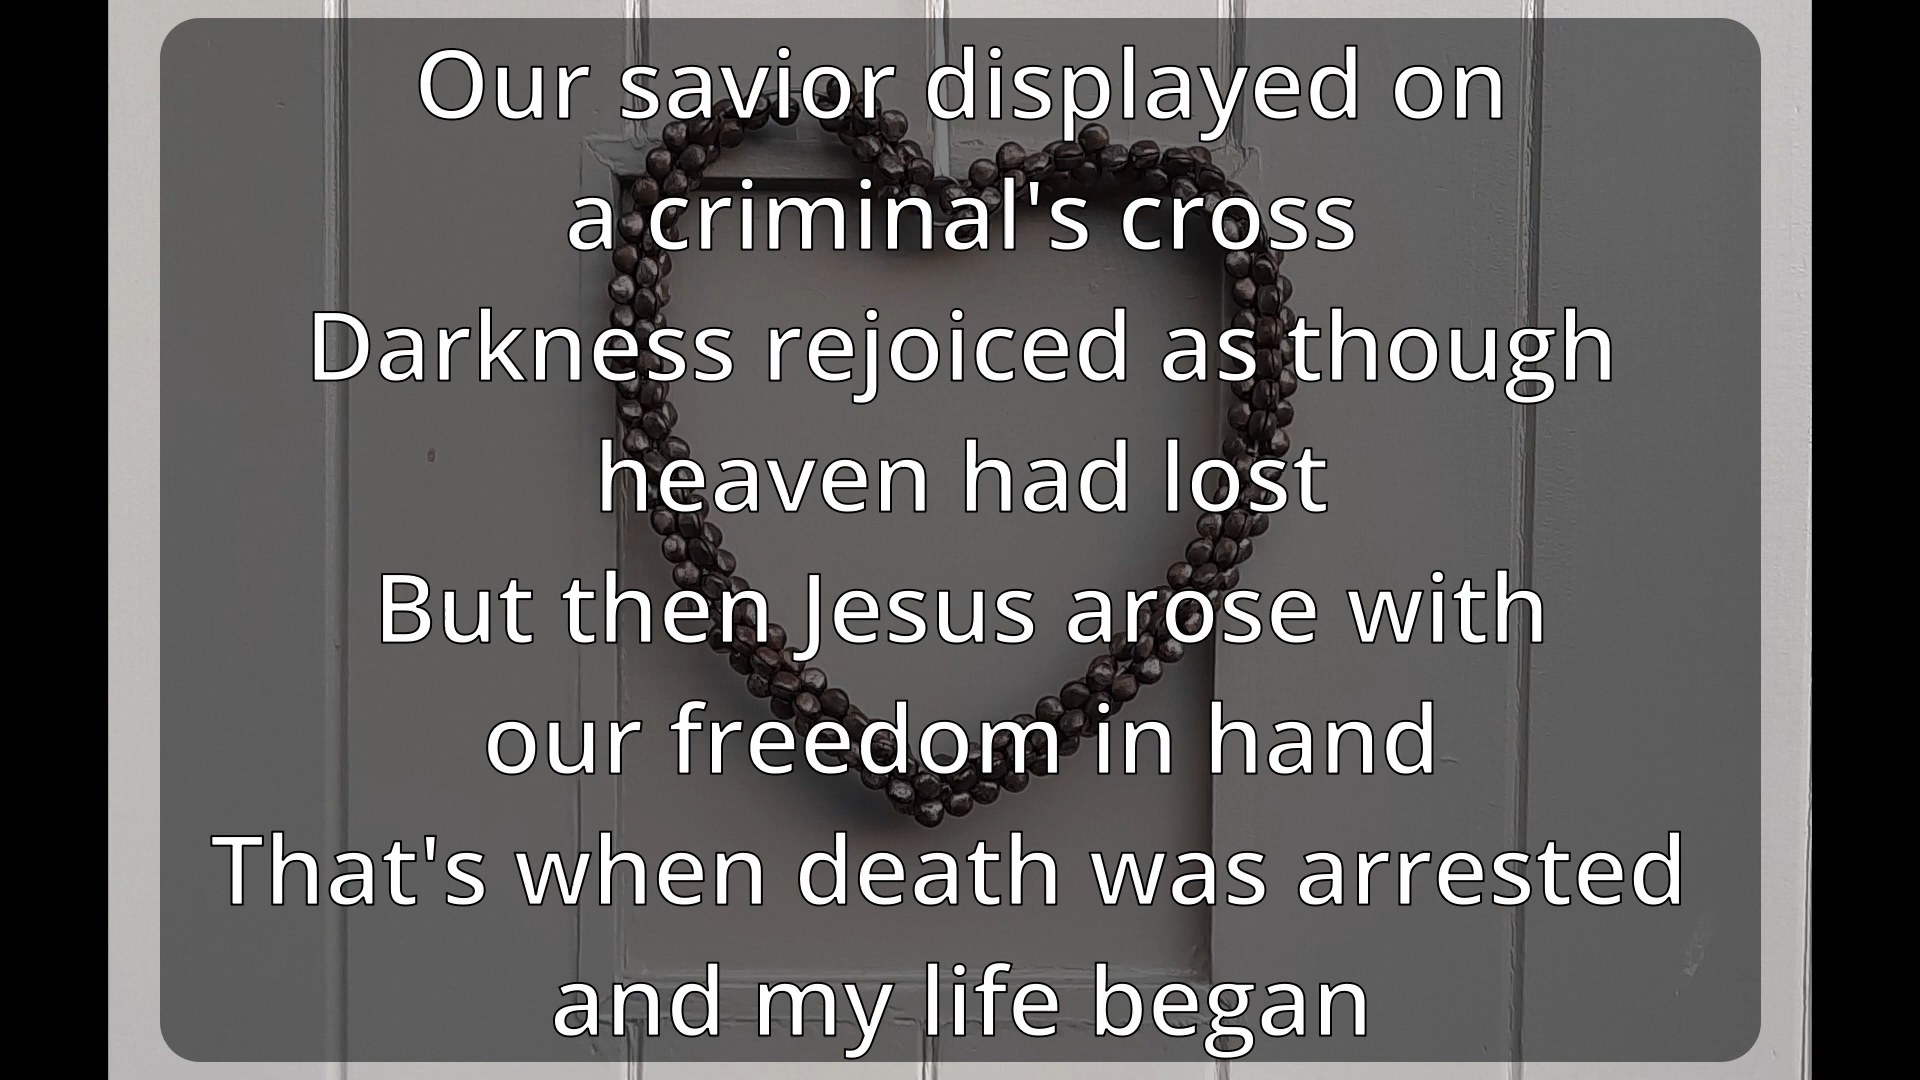 Our savior displayed on
a criminal's cross
Darkness rejoiced as though
heaven had lost
But then Jesus arose with
our freedom in hand
That's when death was arrested
and my life began